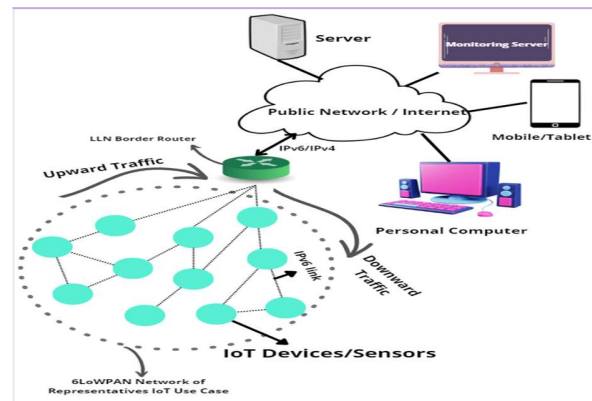 Server
Monitoring Server
Public Network / Internet
Mobile/Tablet
LLN Border Router
IPv6/IPv4
Upward Traffic
Personal Computer
IPv6 link
Downward
Traffic
IoT Devices/Sensors
6LoWPAN Network of
Representatives IoT Use Case